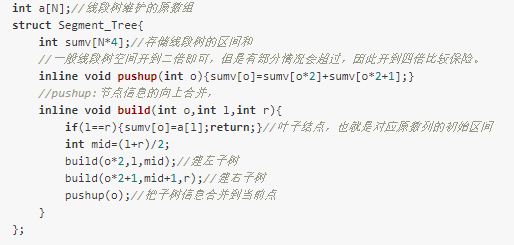 int a[N];//线段树维护的原数组
struct Segment_Tree{
    int sumv[N*4];//存储线段树的区间和
    //一般线段树空间开到二倍即可，但是有部分情况会超过，因此开到四倍比较保险。
    inline void pushup(int o){sumv[o]=sumv[o*2]+sumv[o*2+1];}
    //pushup:节点信息的向上合并，
    inline void build(int o,int l,int r){
        if(l==r){sumv[o]=a[l];return;}//叶子结点，也就是对应原数列的初始区间
        int mid=(l+r)/2;
        build(o*2,l,mid);//建左子树
        build(o*2+1,mid+1,r);//建右子树
        pushup(o);//把子树信息合并到当前点
    }
};